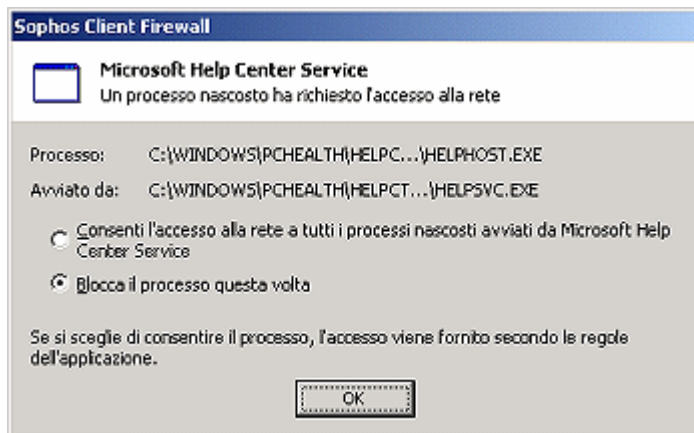 Sophos Client Firewall
Microsoft Help Center Service
Un processo nascosto ha richiesto l'accesso alla rete
Processo: C:\WINDOWS\PCHEALTH\HELPC...\HELPHOST.EXE
Avviato da: C:\WINDOWS\PCHEALTH\HELPCT...\HELPSVC.EXE
Consenti l'accesso alla rete a tutti i processi nascosti avviati da Microsoft Help
Center Service
Blocca il processo questa volta
Se si sceglie di consentire il processo, l'accesso viene fornito secondo le regole
dell'applicazione.
OK